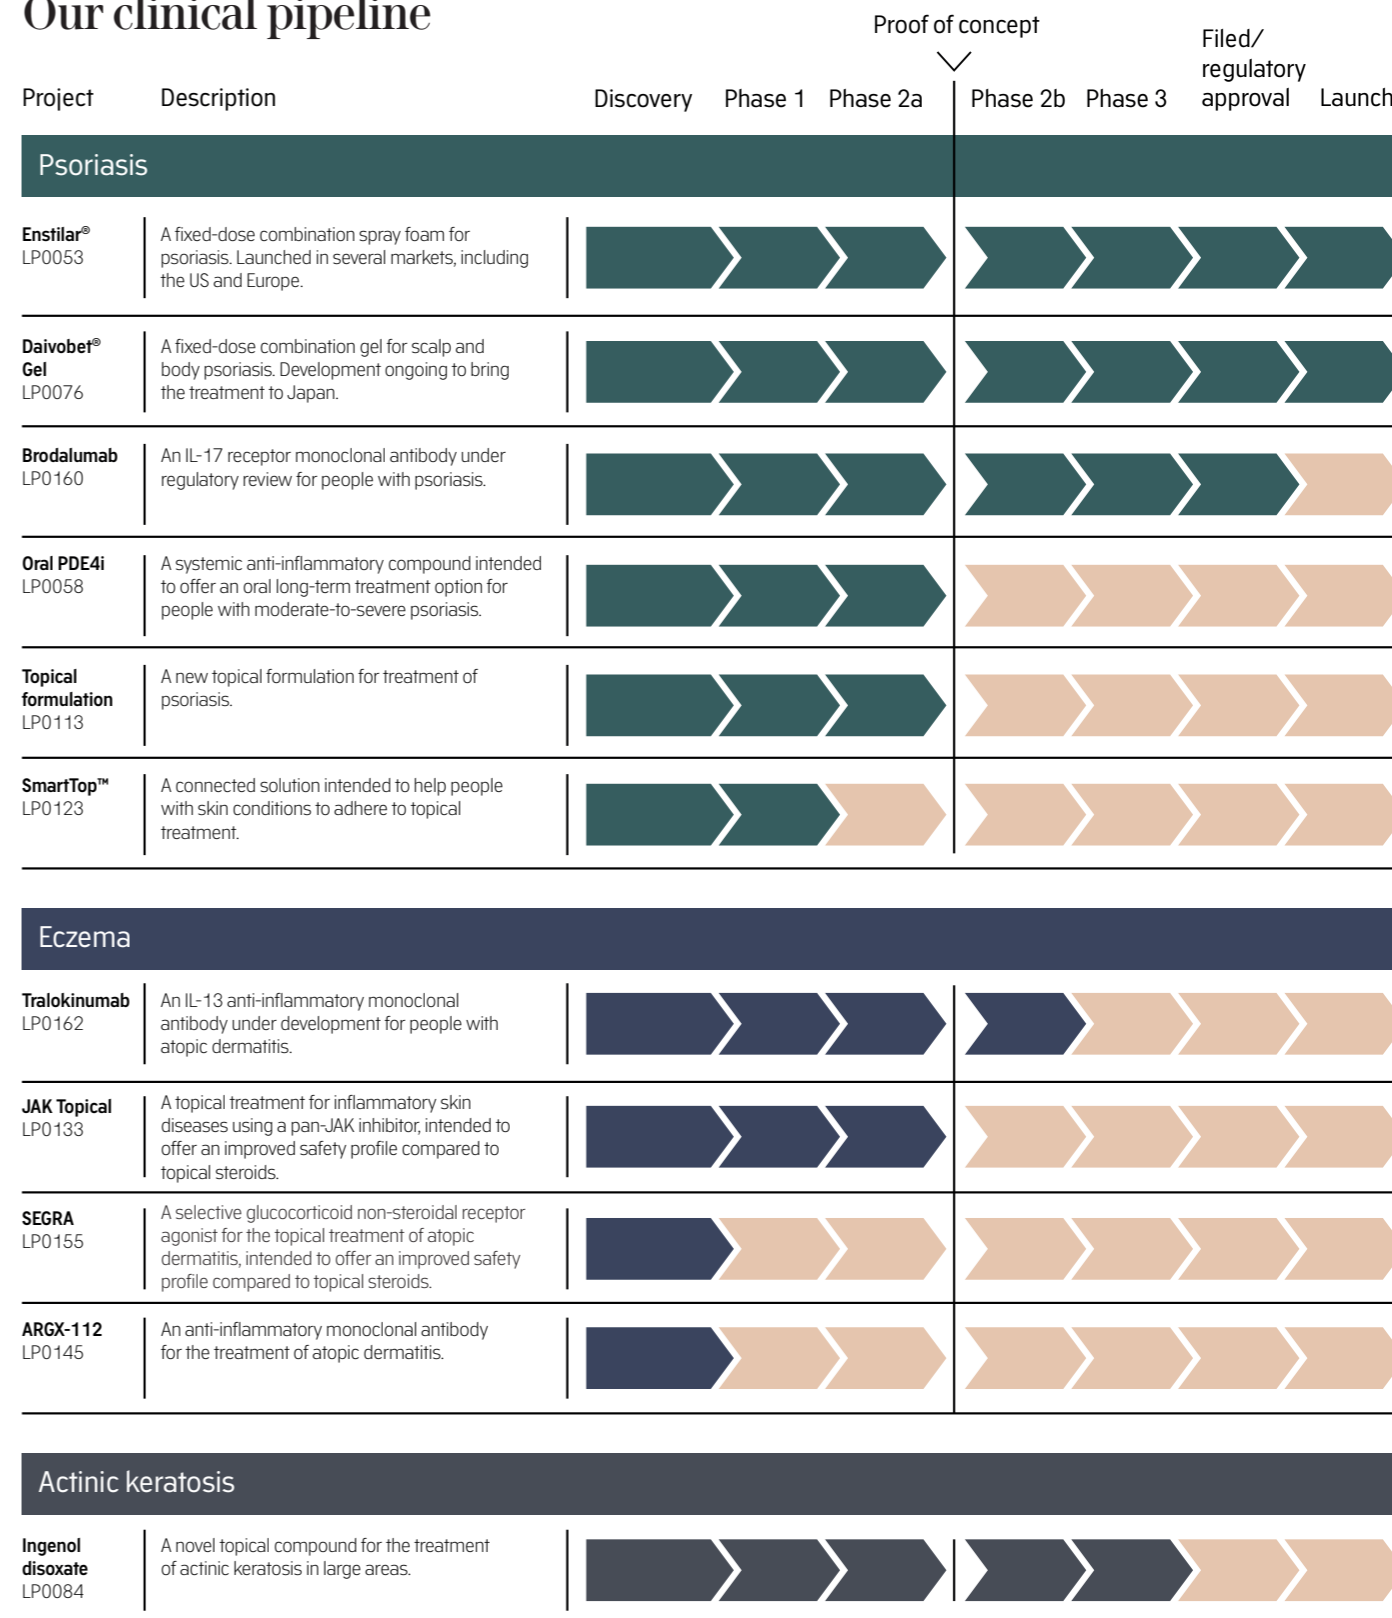 Our clinical pipeline
Proof of concept
Project
Description
Discovery
Phase 1
Phase 2a
Phase 2b
Phase 3
Filed/
regulatory
approval
Launch
Psoriasis
Enstilar®
LP0053
A fixed-dose combination spray foam for
psoriasis. Launched in several markets, including
the US and Europe.
Daivobet®
Gel
LP0076
A fixed-dose combination gel for scalp and
body psoriasis. Development ongoing to bring
the treatment to Japan.
Brodalumab
LP0160
An IL-17 receptor monoclonal antibody under
regulatory review for people with psoriasis.
Oral PDE4i
LP0058
A systemic anti-inflammatory compound intended
to offer an oral long-term treatment option for
people with moderate-to-severe psoriasis.
Topical
formulation
LP0113
A new topical formulation for treatment of
psoriasis.
SmartTop™
LP0123
A connected solution intended to help people
with skin conditions to adhere to topical
treatment.
Eczema
Tralokinumab
LP0162
An IL-13 anti-inflammatory monoclonal
antibody under development for people with
atopic dermatitis.
JAK Topical
LP0133
A topical treatment for inflammatory skin
diseases using a pan-JAK inhibitor, intended to
offer an improved safety profile compared to
topical steroids.
SEGRA
LP0155
A selective glucocorticoid non-steroidal receptor
agonist for the topical treatment of atopic
dermatitis, intended to offer an improved safety
profile compared to topical steroids.
ARGX-112
LP0145
An anti-inflammatory monoclonal antibody
for the treatment of atopic dermatitis.
Actinic keratosis
Ingenol
disoxate
LP0084
A novel topical compound for the treatment
of actinic keratosis in large areas.